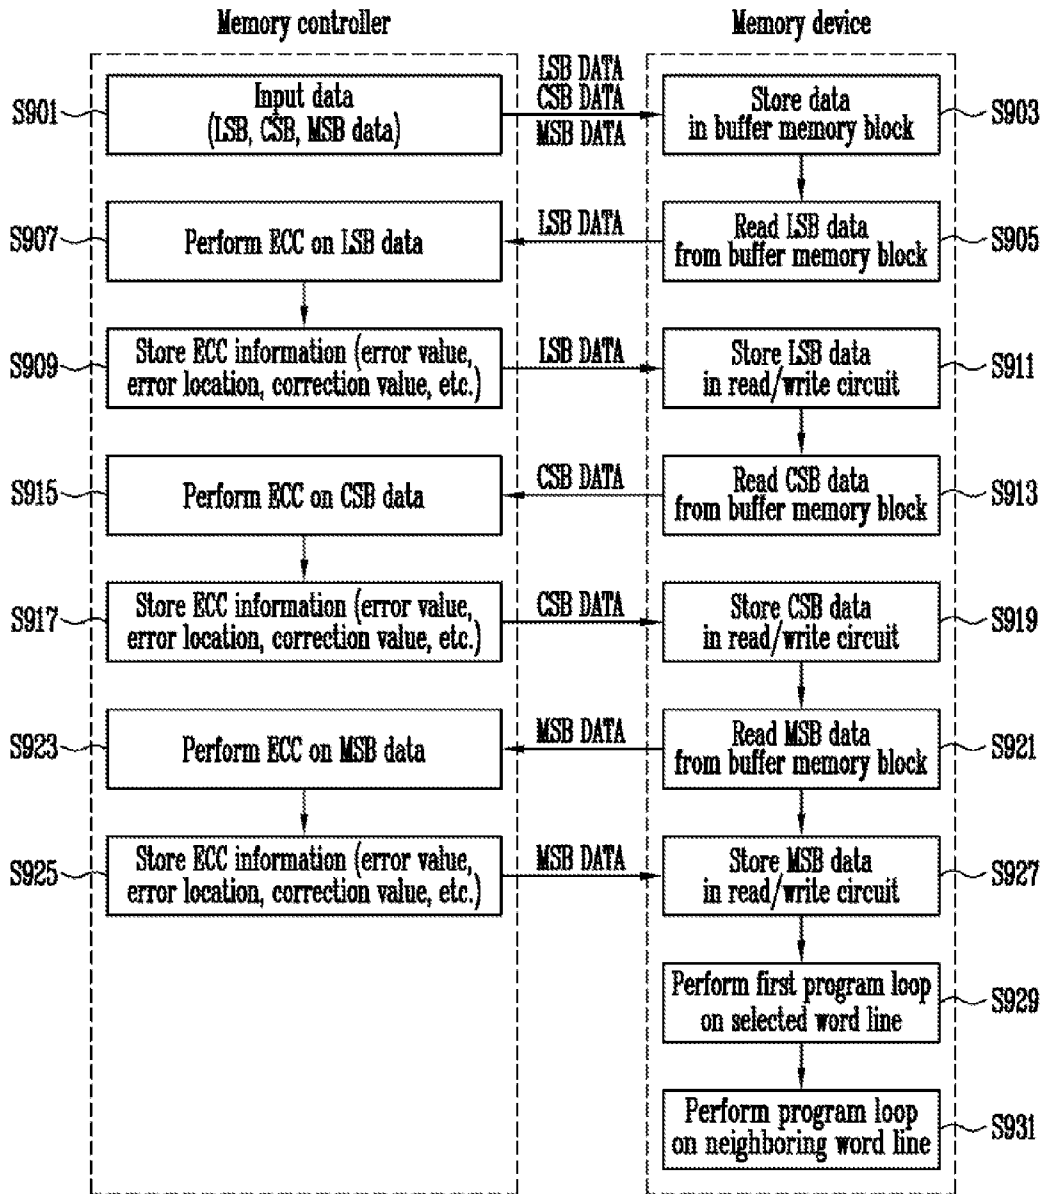 Memory controller
Memory device
S901
Input data
(LSB, CSB, MSB data)
LSB DATA
CSB DATA
MSB DATA
Store data
in buffer memory block
S903
S907
Perform ECC on LSB data
LSB DATA
Read LSB data
from buffer memory block
S905
S909
Store ECC information (error value,
error location, correction value, etc.)
LSB DATA
Store LSB data
in read/write circuit
S911
S915
Perform ECC on CSB data
CSB DATA
Read CSB data
from buffer memory block
S913
S917
Store ECC information (error value,
error location, correction value, etc.)
CSB DATA
Store CSB data
in read/write circuit
S919
S923
Perform ECC on MSB data
MSB DATA
Read MSB data
from buffer memory block
S921
S925
Store ECC information (error value,
error location, correction value, etc.)
MSB DATA
Store MSB data
in read/write circuit
S927
Perform first program loop
on selected word line
S929
Perform program loop
on neighboring word line
S931